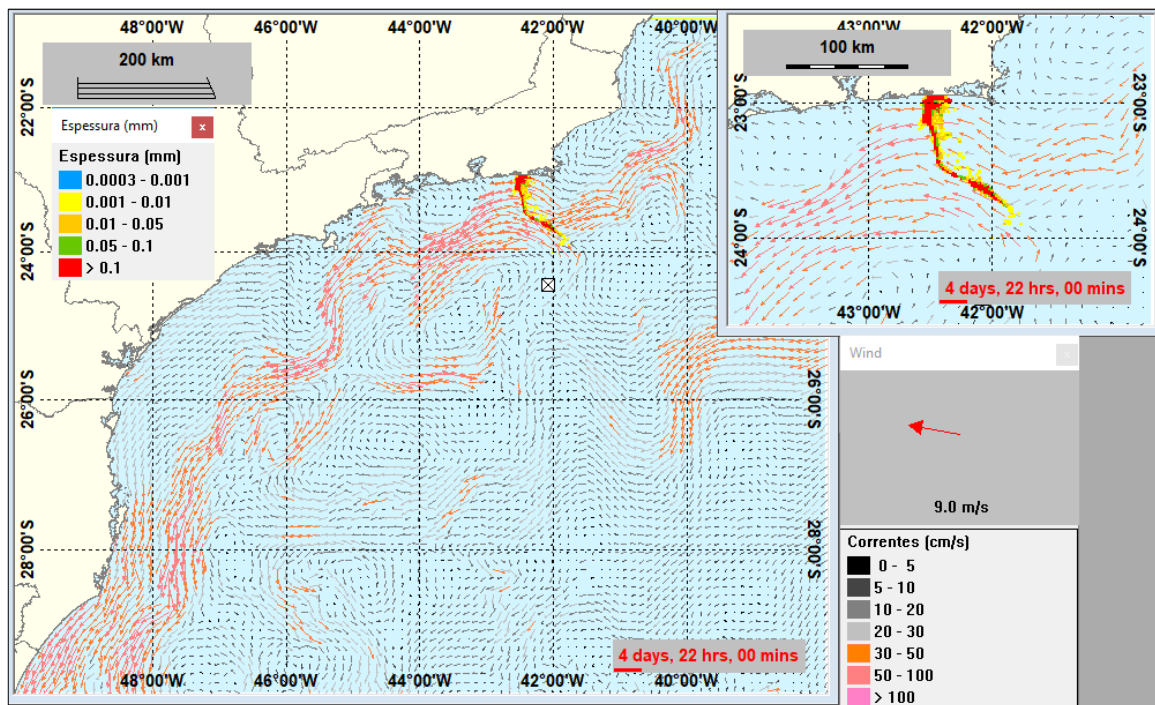 48°00'W 46°00'W 44°00'W 42°00'W 40°00'W
200 km
22°00'S
24°00'S
26°00'S
28°00'S
Espessura (mm) x
Espessura (mm)
0.0003 - 0.001
0.001 - 0.01
0.01 - 0.05
0.05 - 0.1
> 0.1
26°00'S
28°00'S
4 days, 22 hrs, 00 mins
48°00'W 46°00'W 44°00'W 42°00'W 40°00'W
43°00'W 42°00'W
100 km
23°00'S 23°00'S
24°00'S 24°00'S
4 days, 22 hrs, 00 mins
43°00'W 42°00'W
Wind x
9.0 m/s
Correntes (cm/s)
0 - 5
5 - 10
10 - 20
20 - 30
30 - 50
50 - 100
> 100